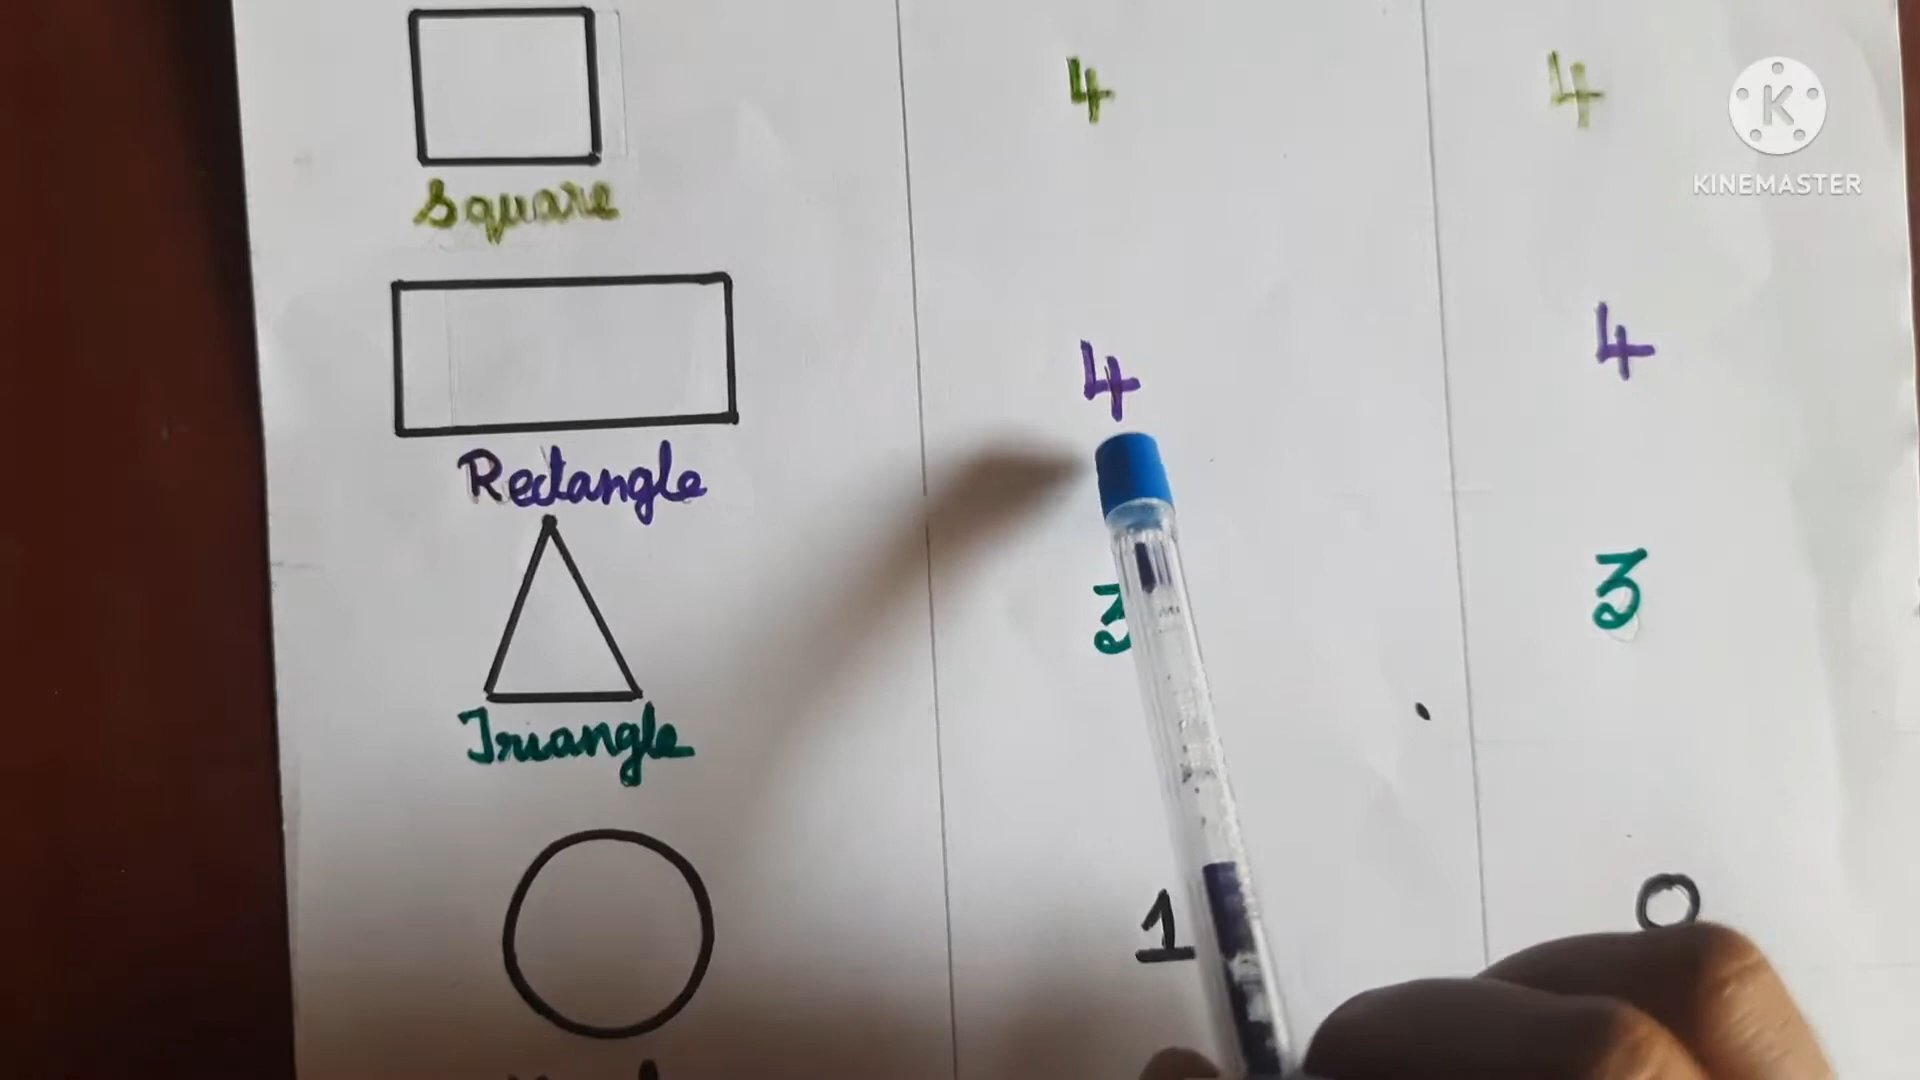 4 4
Square
4 4
Rectangle
3 3
Triangle
1 0
K
KINEMASTER